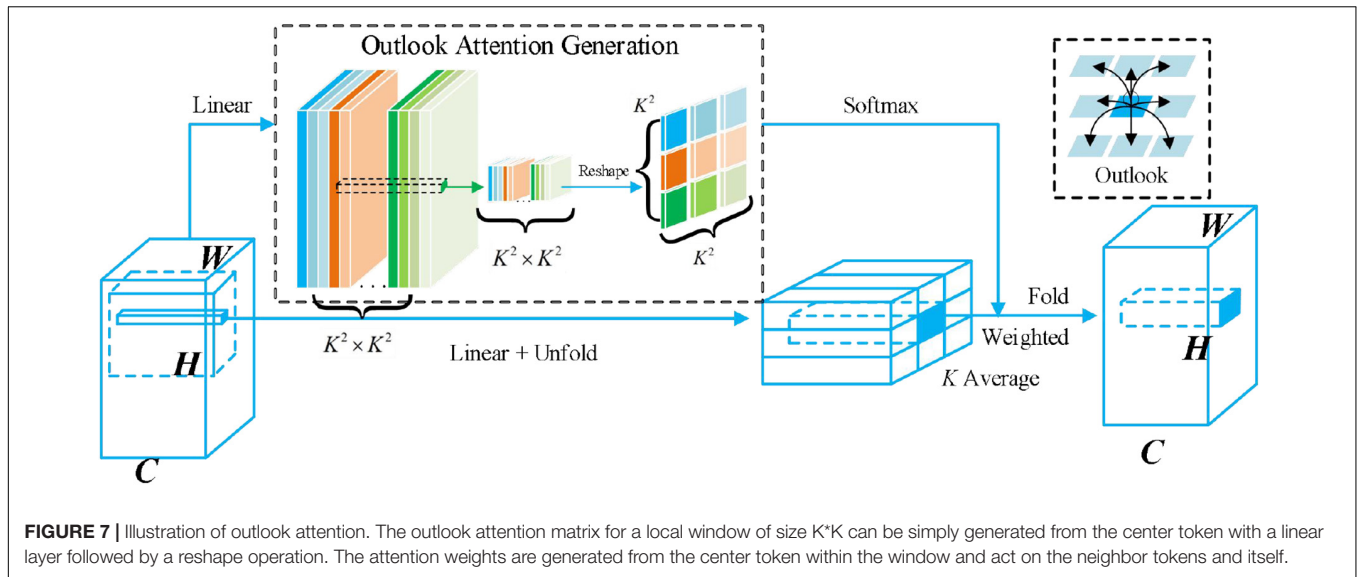 Outlook Attention Generation
Linear
K²
Reshape
Softmax
Outlook
K² × K²
K²
W
H
C
. . .
. . .
K² × K²
Linear + Unfold
Fold
Weighted
K Average
W
H
C
FIGURE 7 | Illustration of outlook attention. The outlook attention matrix for a local window of size K*K can be simply generated from the center token with a linear
layer followed by a reshape operation. The attention weights are generated from the center token within the window and act on the neighbor tokens and itself.